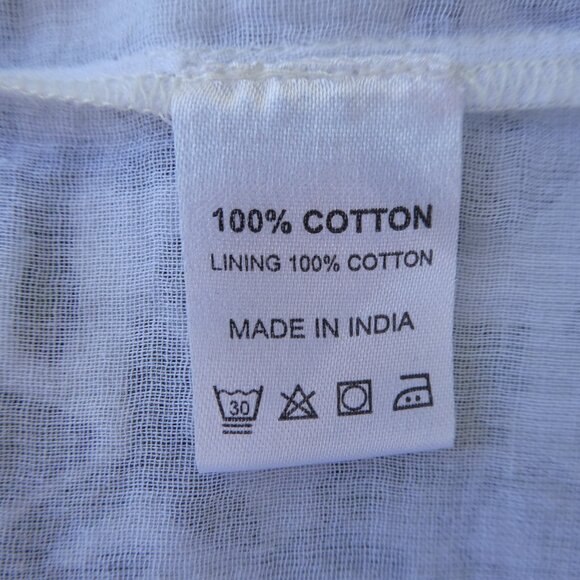 100% COTTON
LINING 100% COTTON
MADE IN INDIA
30